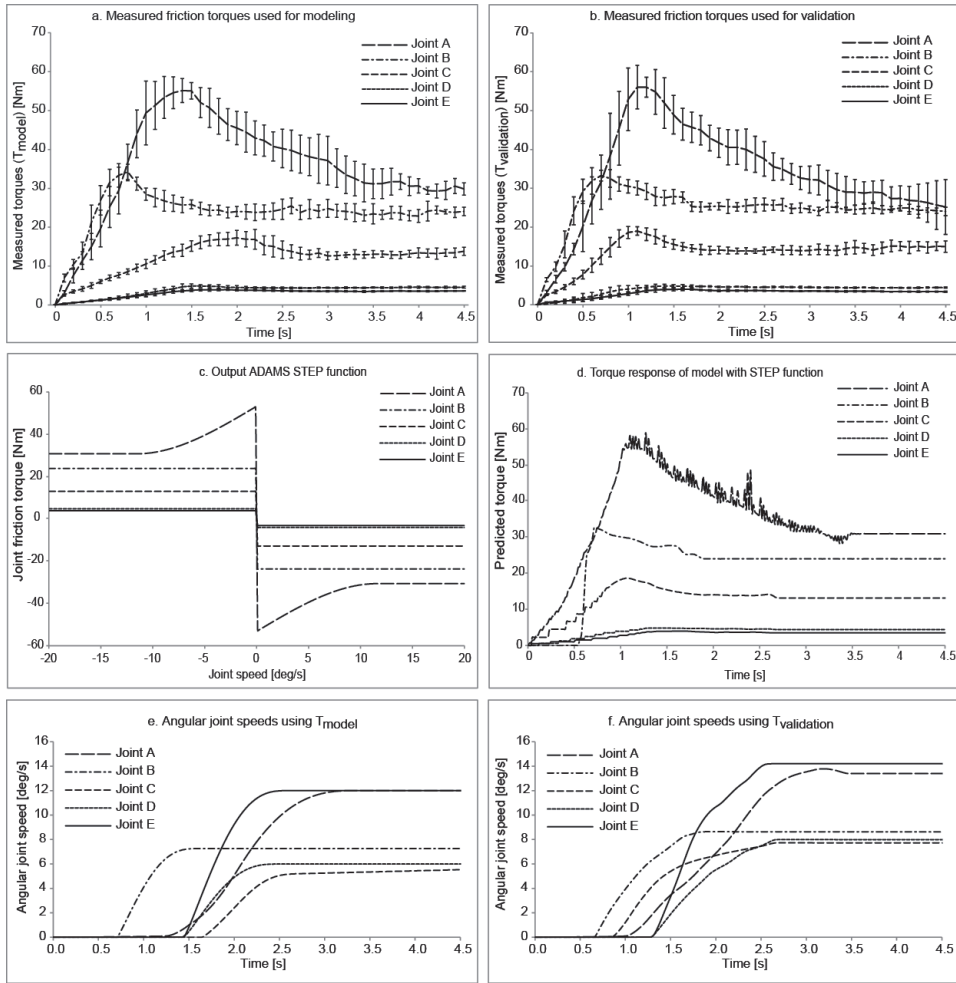 a. Measured friction torques used for modeling
Measured torques (Tmodel) [Nm]
70
60
50
40
30
20
10
0
Joint A
Joint B
Joint C
Joint D
Joint E
0 0.5 1 1.5 2 2.5 3 3.5 4 4.5
Time [s]
b. Measured friction torques used for validation
Measured torques (Tvalidation) [Nm]
70
60
50
40
30
20
10
0
Joint A
Joint B
Joint C
Joint D
Joint E
0 0.5 1 1.5 2 2.5 3 3.5 4 4.5
Time [s]
c. Output ADAMS STEP function
Joint friction torque [Nm]
60
40
20
0
-20
-40
-60
Joint A
Joint B
Joint C
Joint D
Joint E
-20 -15 -10 -5 0 5 10 15 20
Joint speed [deg/s]
d. Torque response of model with STEP function
Predicted torque [Nm]
70
60
50
40
30
20
10
0
Joint A
Joint B
Joint C
Joint D
Joint E
0 0.5 1 1.5 2 2.5 3 3.5 4 4.5
Time [s]
e. Angular joint speeds using Tmodel
Angular joint speed [deg/s]
16
14
12
10
8
6
4
2
0
Joint A
Joint B
Joint C
Joint D
Joint E
0.0 0.5 1.0 1.5 2.0 2.5 3.0 3.5 4.0 4.5
Time [s]
f. Angular joint speeds using Tvalidation
Angular joint speed [deg/s]
16
14
12
10
8
6
4
2
0
Joint A
Joint B
Joint C
Joint D
Joint E
0.0 0.5 1.0 1.5 2.0 2.5 3.0 3.5 4.0 4.5
Time [s]